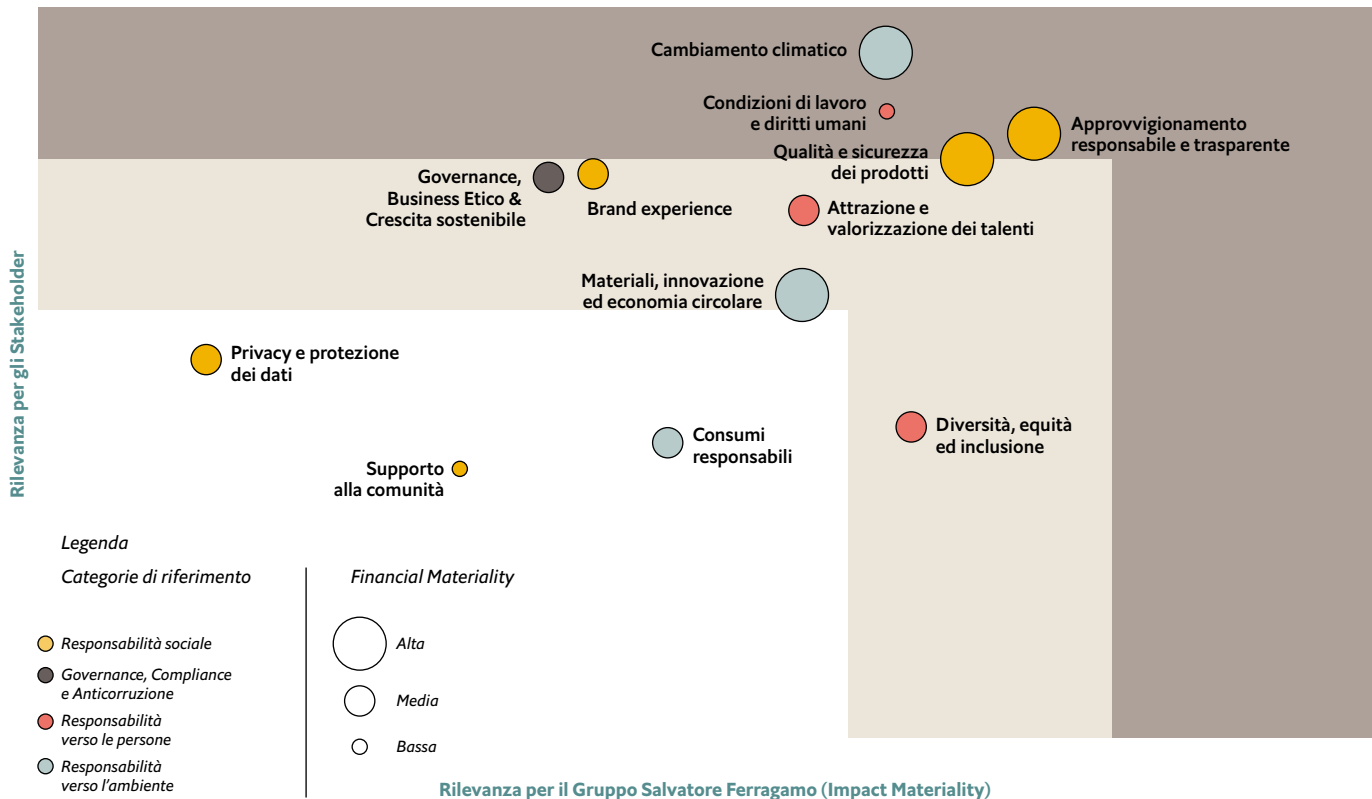 Cambiamento climatico
Condizioni di lavoro
e diritti umani
Approvvigionamento
responsabile e trasparente
Qualità e sicurezza
dei prodotti
Governance,
Business Etico &
Crescita sostenibile
Brand experience
Attrazione e
valorizzazione dei talenti
Materiali, innovazione
ed economia circolare
Rilevanza per gli Stakeholder
Privacy e protezione
dei dati
Diversità, equità
ed inclusione
Consumi
responsabili
Supporto
alla comunità
Legenda
Categorie di riferimento
Responsabilità sociale
Governance, Compliance
e Anticorruzione
Responsabilità
verso le persone
Responsabilità
verso l'ambiente
Financial Materiality
Alta
Media
Bassa
Rilevanza per il Gruppo Salvatore Ferragamo (Impact Materiality)